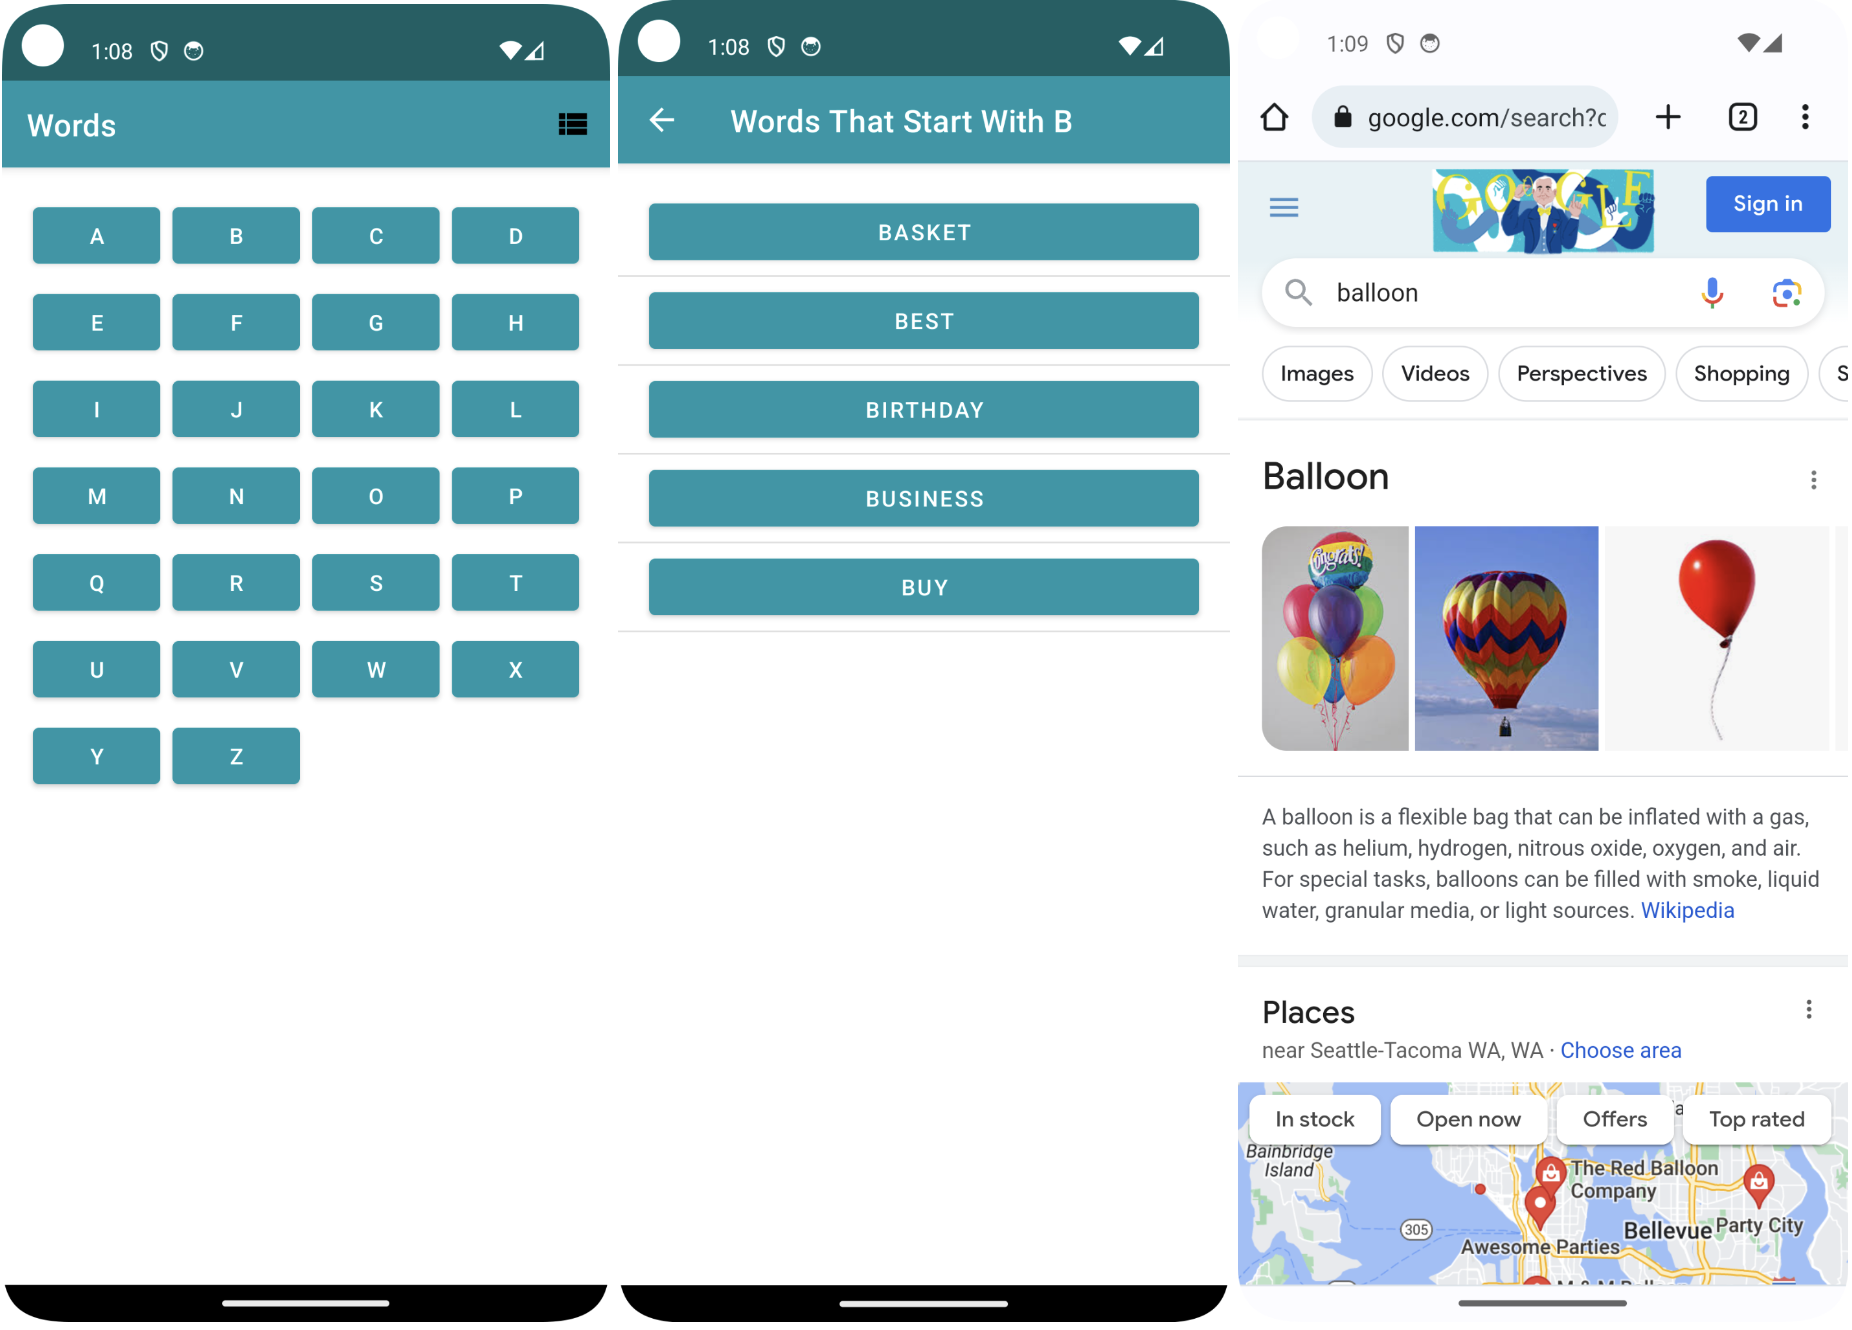 1:08
Words
A B C D
E F G H
I J K L
M N O P
Q R S T
U V W X
Y Z
1:08
Words That Start With B
BASKET
BEST
BIRTHDAY
BUSINESS
BUY
1:09
google.com/search?c
2
GOOGLE
Sign in
balloon
Images Videos Perspectives Shopping S
Balloon
Congrats!
A balloon is a flexible bag that can be inflated with a gas,
such as helium, hydrogen, nitrous oxide, oxygen, and air.
For special tasks, balloons can be filled with smoke, liquid
water, granular media, or light sources. Wikipedia
Places
near Seattle-Tacoma WA, WA · Choose area
In stock Open now Offers Top rated
Bainbridge
Island
The Red Balloon
Company
305
Bellevue
Party City
Awesome Parties